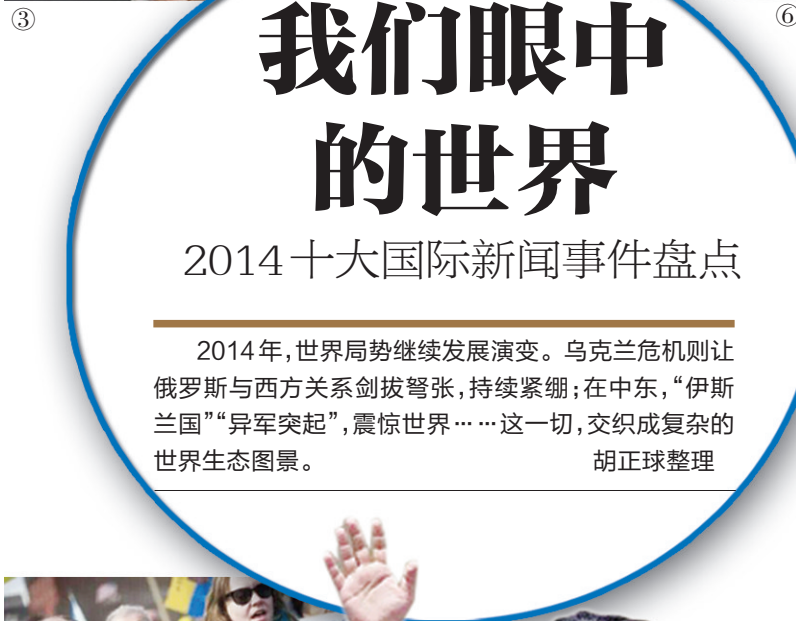 ③
⑥
我们眼中
的世界
2014十大国际新闻事件盘点
2014年,世界局势继续发展演变。乌克兰危机则让
俄罗斯与西方关系剑拔弩张,持续紧绷;在中东,“伊斯
兰国”“异军突起”,震惊世界……这一切,交织成复杂的
世界生态图景。 胡正球整理